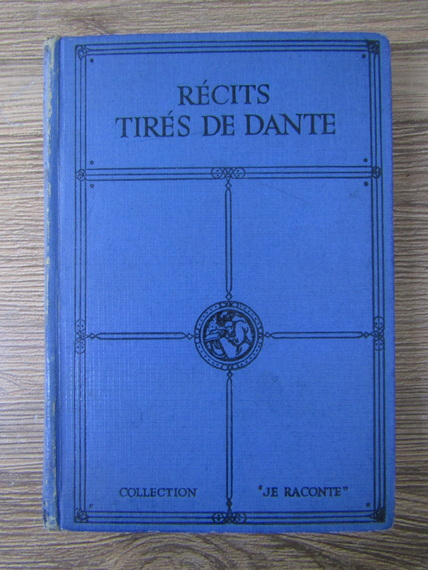 RÉCITS
TIRÉS DE DANTE
COLLECTION "JE RACONTE"